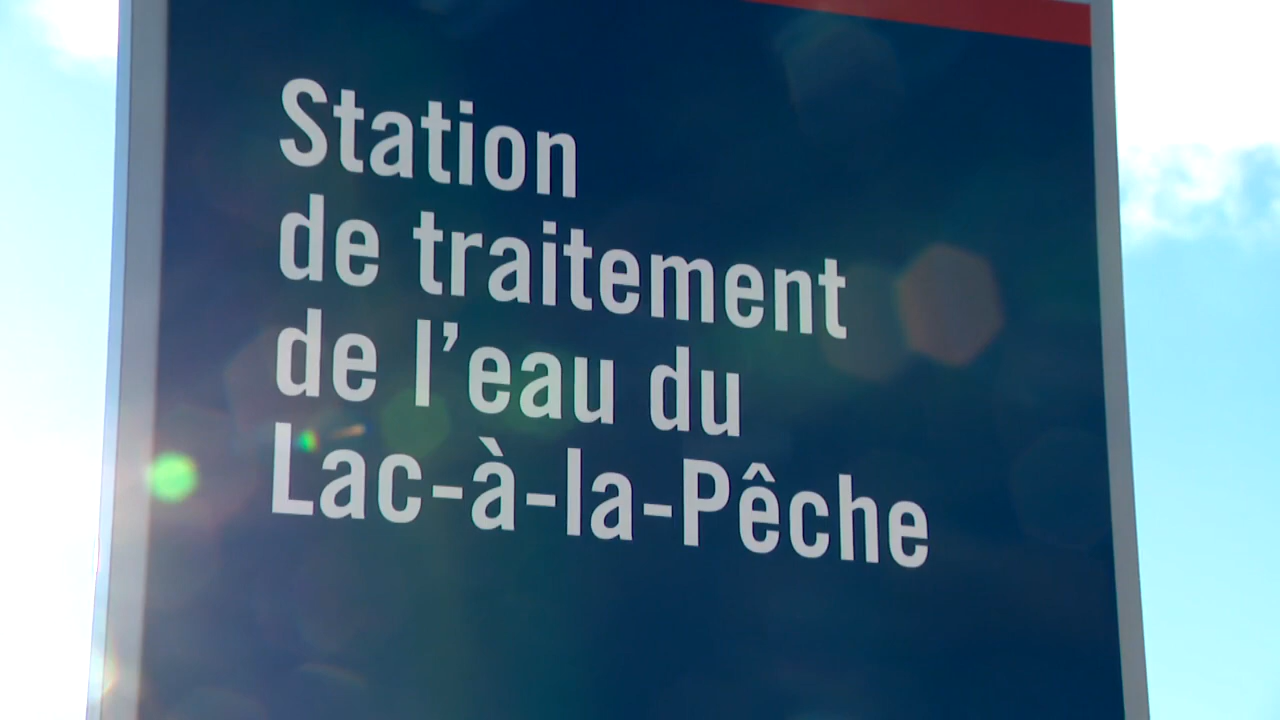 Station
de traitement
de l’eau du
Lac-à-la-Pêche